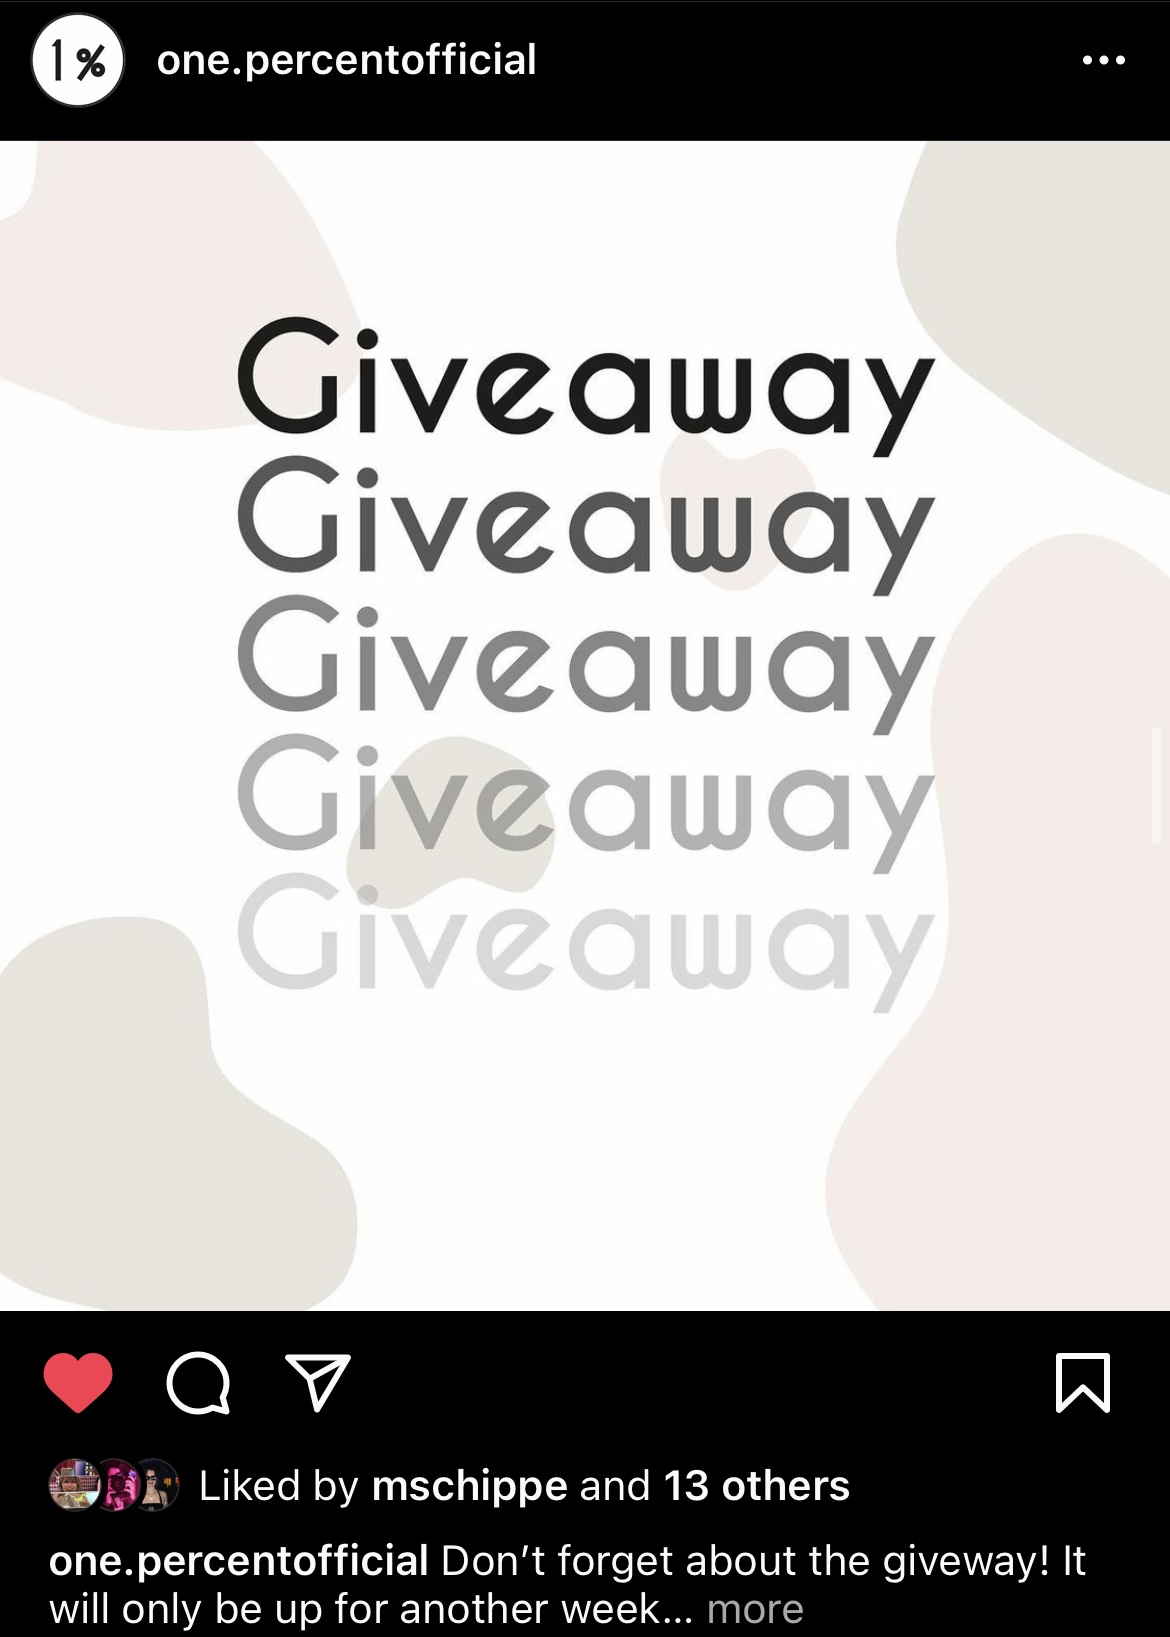 1%
one.percentofficial
Giveaway
Giveaway
Giveaway
Giveaway
Giveaway
Liked by mschippe and 13 others
one.percentofficial Don’t forget about the giveway! It
will only be up for another week... more